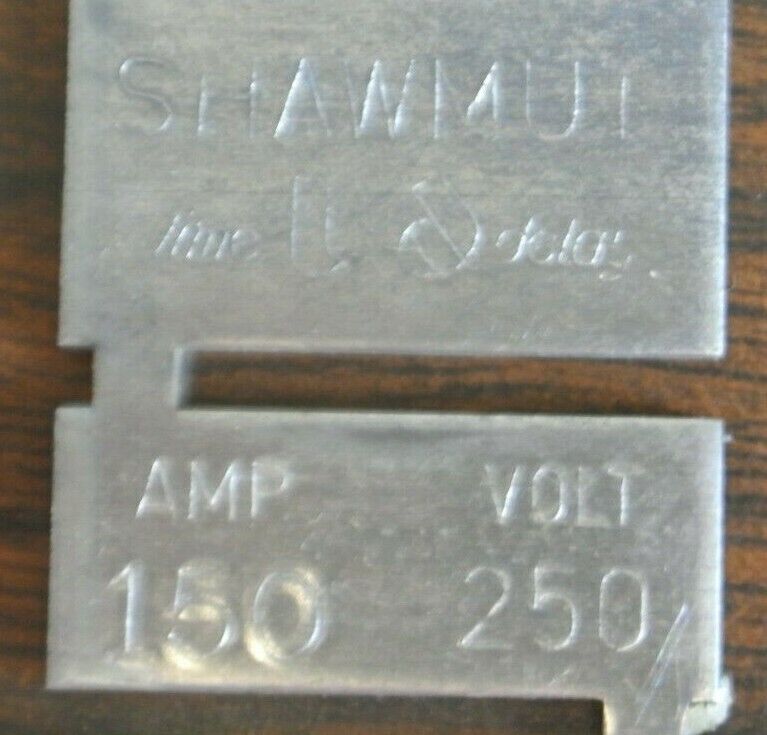 SHAWMUT
time delay
AMP VOLT
150 250